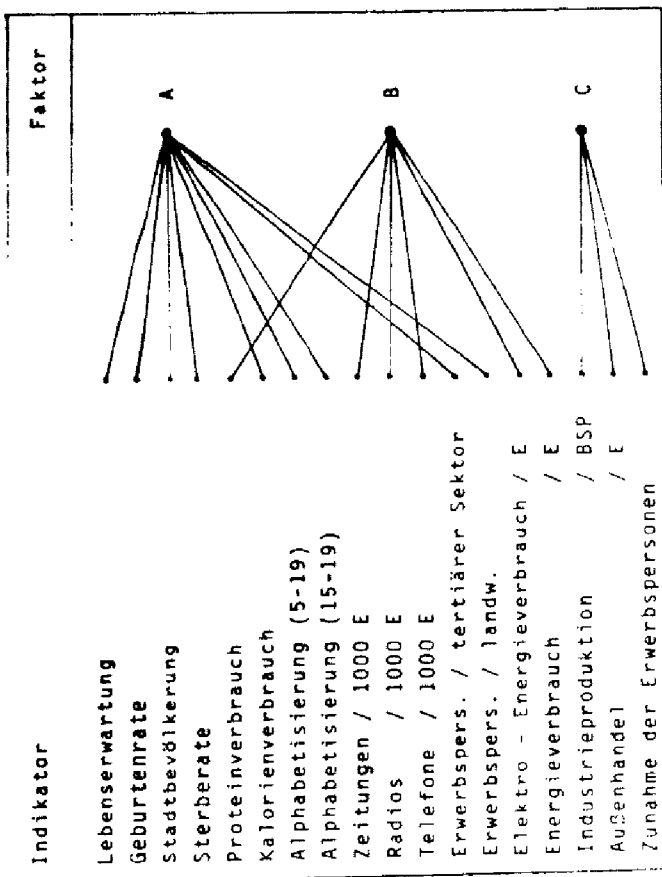 Indikator
Faktor
Lebenserwartung
Geburtenrate
Stadtbevölkerung
Sterberate
Proteinverbrauch
Kalorienverbrauch
Alphabetisierung (5-19)
Alphabetisierung (15-19)
Zeitungen / 1000 E
Radios / 1000 E
Telefone / 1000 E
Erwerbspers. / tertiärer Sektor
Erwerbspers. / landw.
Elektro - Energieverbrauch / E
Energieverbrauch / E
Industrieproduktion / BSP
Außenhandel / E
Zunahme der Erwerbspersonen
A
B
C